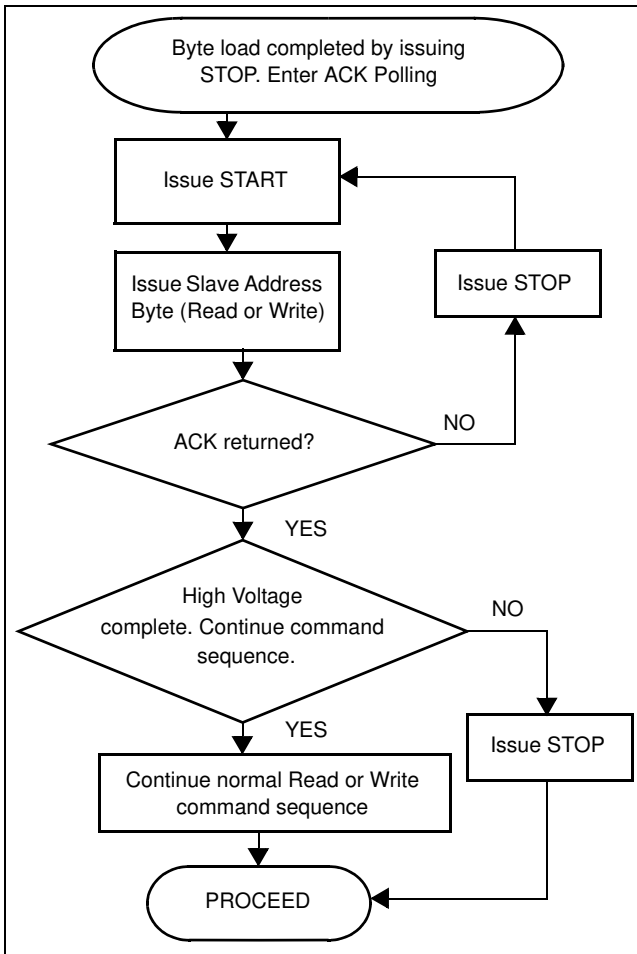 Byte load completed by issuing
STOP. Enter ACK Polling
Issue START
Issue Slave Address
Byte (Read or Write)
Issue STOP
ACK returned?
NO
YES
High Voltage
complete. Continue command
sequence.
NO
YES
Issue STOP
Continue normal Read or Write
command sequence
PROCEED